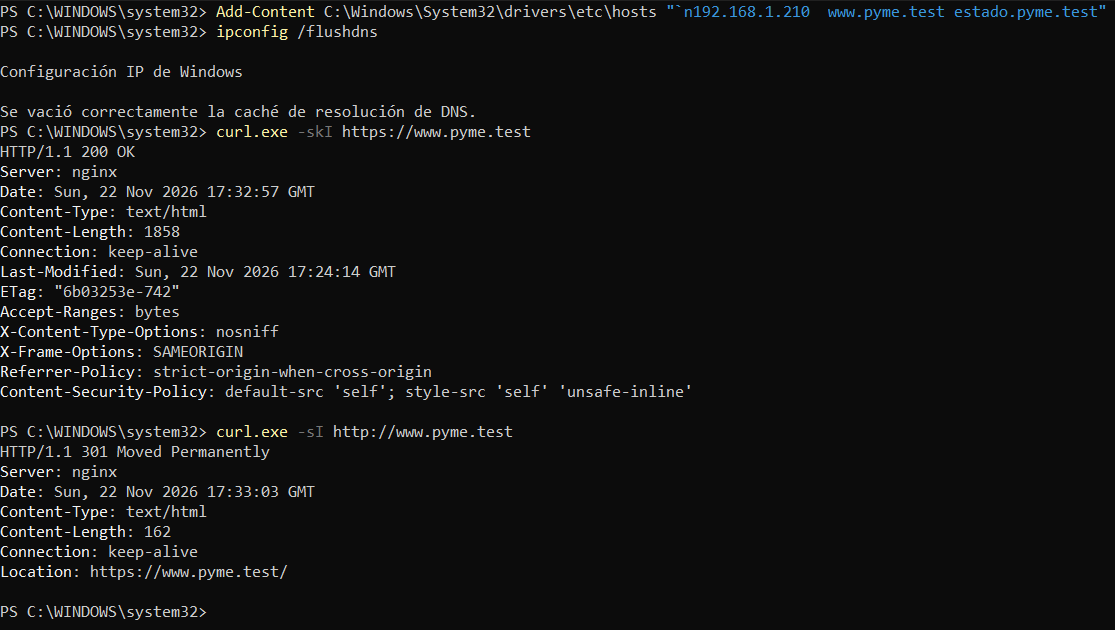 PS C:\WINDOWS\system32> Add-Content C:\Windows\System32\drivers\etc\hosts "`n192.168.1.210  www.pyme.test estado.pyme.test"
PS C:\WINDOWS\system32> ipconfig /flushdns

Configuración IP de Windows

Se vació correctamente la caché de resolución de DNS.
PS C:\WINDOWS\system32> curl.exe -skI https://www.pyme.test
HTTP/1.1 200 OK
Server: nginx
Date: Sun, 22 Nov 2026 17:32:57 GMT
Content-Type: text/html
Content-Length: 1858
Connection: keep-alive
Last-Modified: Sun, 22 Nov 2026 17:24:14 GMT
ETag: "6b03253e-742"
Accept-Ranges: bytes
X-Content-Type-Options: nosniff
X-Frame-Options: SAMEORIGIN
Referrer-Policy: strict-origin-when-cross-origin
Content-Security-Policy: default-src 'self'; style-src 'self' 'unsafe-inline'

PS C:\WINDOWS\system32> curl.exe -sI http://www.pyme.test
HTTP/1.1 301 Moved Permanently
Server: nginx
Date: Sun, 22 Nov 2026 17:33:03 GMT
Content-Type: text/html
Content-Length: 162
Connection: keep-alive
Location: https://www.pyme.test/

PS C:\WINDOWS\system32>